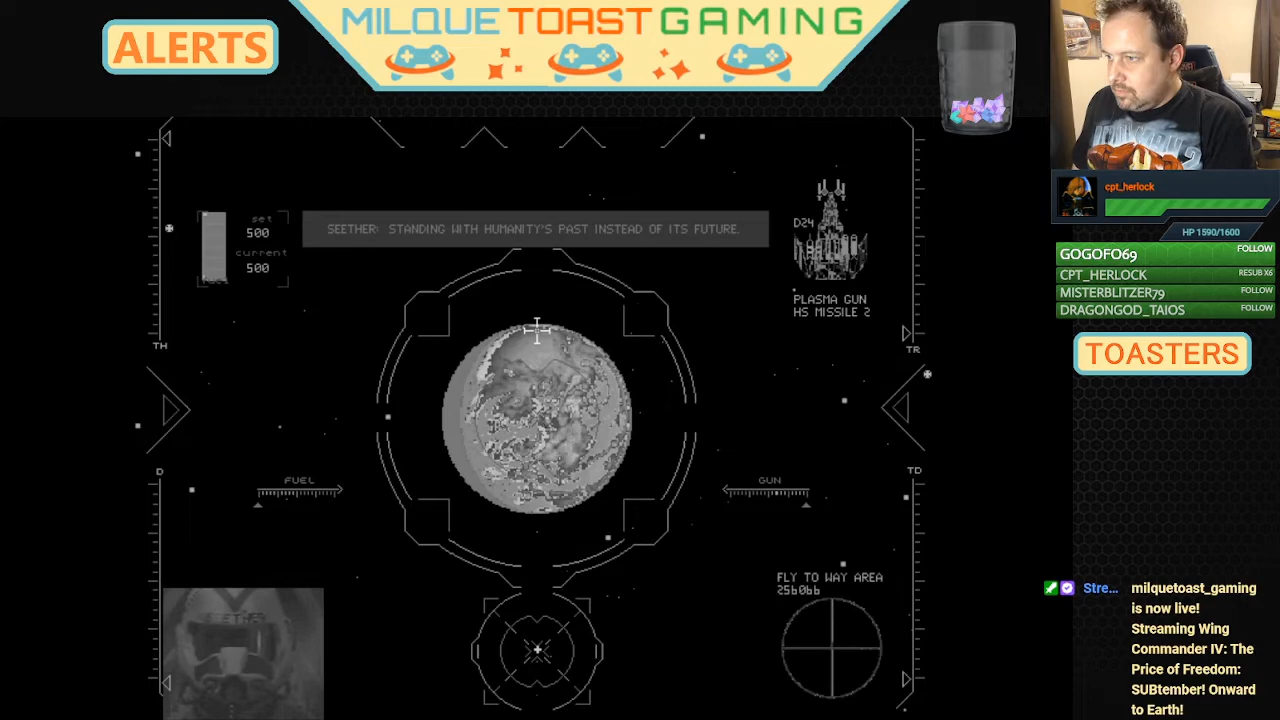 ALERTS
MILQUETOASTGAMING
cpt_herlock
HP 1590/1600
GOGOFO69 FOLLOW
CPT_HERLOCK RESUB X6
MISTERBLITZER79 FOLLOW
DRAGONGOD_TAIOS FOLLOW
TOASTERS
set
500
current
500
SEETHER: STANDING WITH HUMANITY'S PAST INSTEAD OF ITS FUTURE.
D24
PLASMA GUN
HS MISSILE 2
TH
TR
D
TD
FUEL
GUN
FLY TO WAY AREA
256066
SEETHER
Stre... milquetoast_gaming
is now live!
Streaming Wing
Commander IV: The
Price of Freedom:
SUBtember! Onward
to Earth!